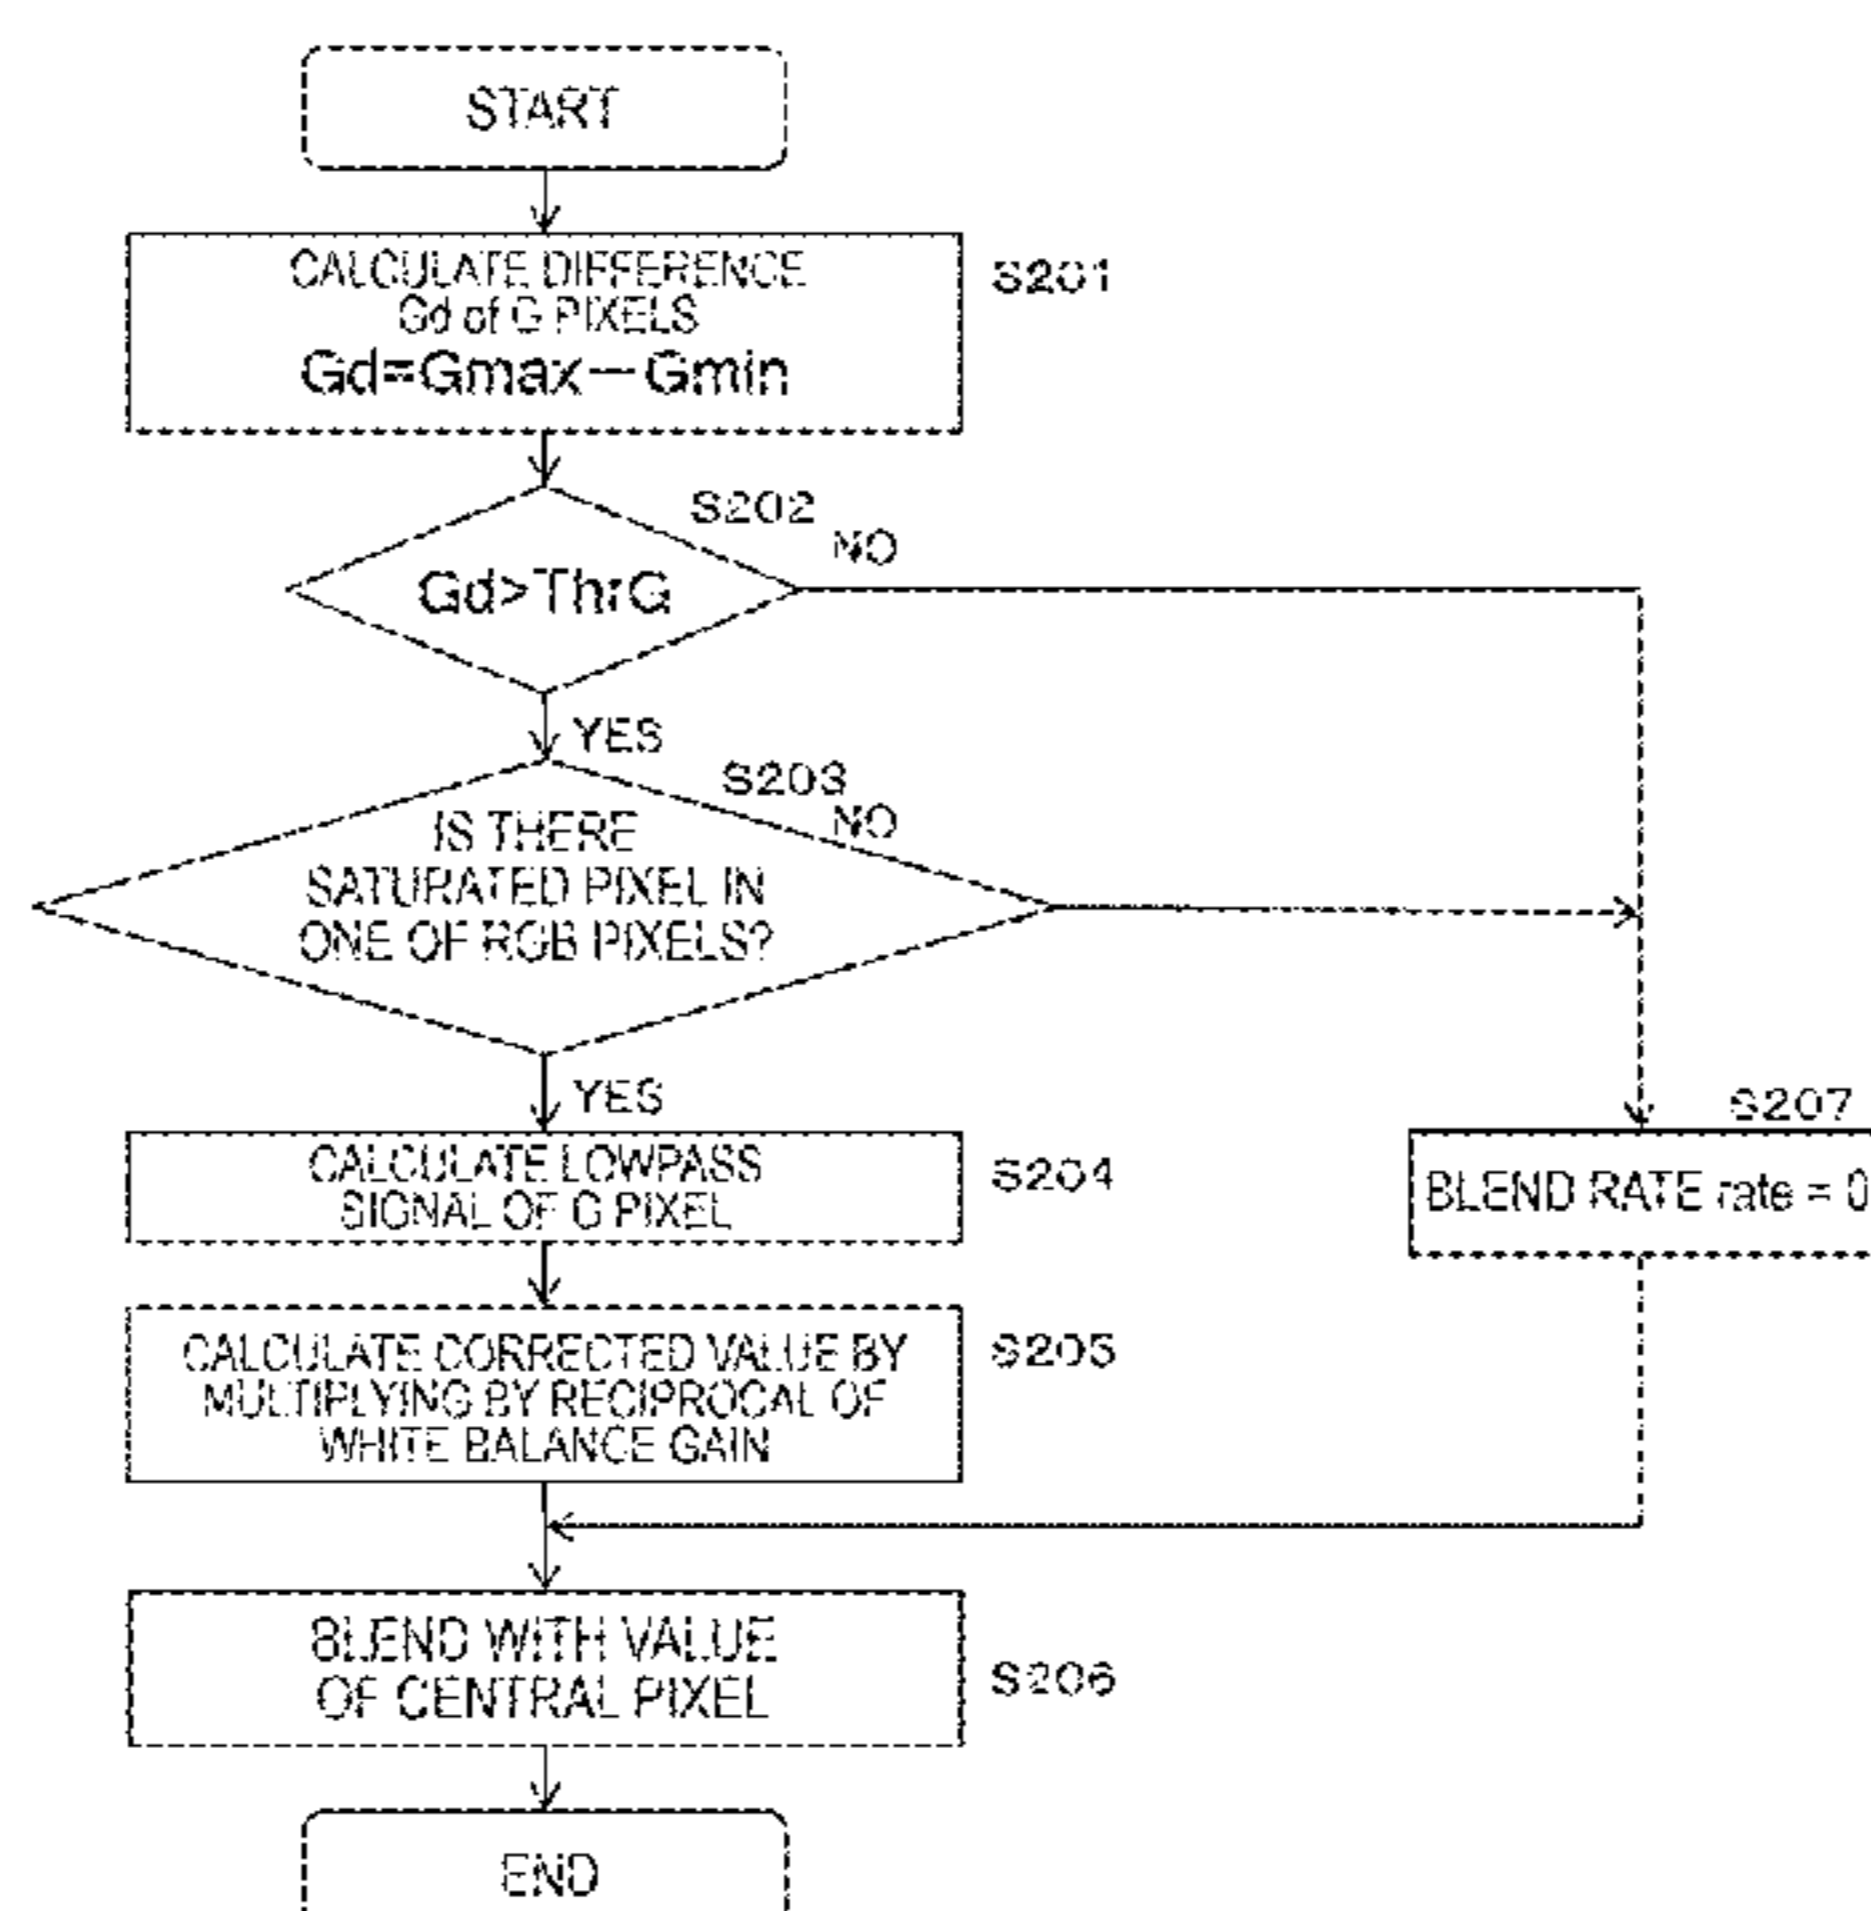 START
CALCULATE DIFFERENCE
Gd of G PIXELS
Gd=Gmax−Gmin
S201
S202
NO
Gd>ThrG
YES
S203
NO
IS THERE
SATURATED PIXEL IN
ONE OF RGB PIXELS?
YES
CALCULATE LOWPASS
SIGNAL OF G PIXEL
S204
S207
BLEND RATE rate = 0
CALCULATE CORRECTED VALUE BY
MULTIPLYING BY RECIPROCAL OF
WHITE BALANCE GAIN
S205
BLEND WITH VALUE
OF CENTRAL PIXEL
S206
END